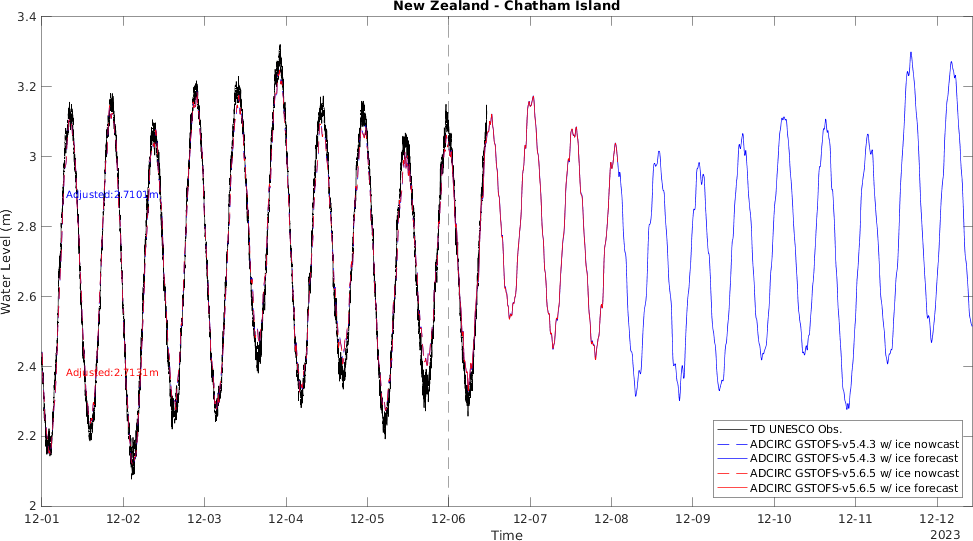 New Zealand - Chatham Island
3.4
3.2
3
2.8
2.6
2.4
2.2
2
Water Level (m)
Adjusted:2.7101m
Adjusted:2.7131m
TD UNESCO Obs.
ADCIRC GSTOFS-v5.4.3 w/ ice nowcast
ADCIRC GSTOFS-v5.4.3 w/ ice forecast
ADCIRC GSTOFS-v5.6.5 w/ ice nowcast
ADCIRC GSTOFS-v5.6.5 w/ ice forecast
12-01 12-02 12-03 12-04 12-05 12-06 12-07 12-08 12-09 12-10 12-11 12-12
Time
2023